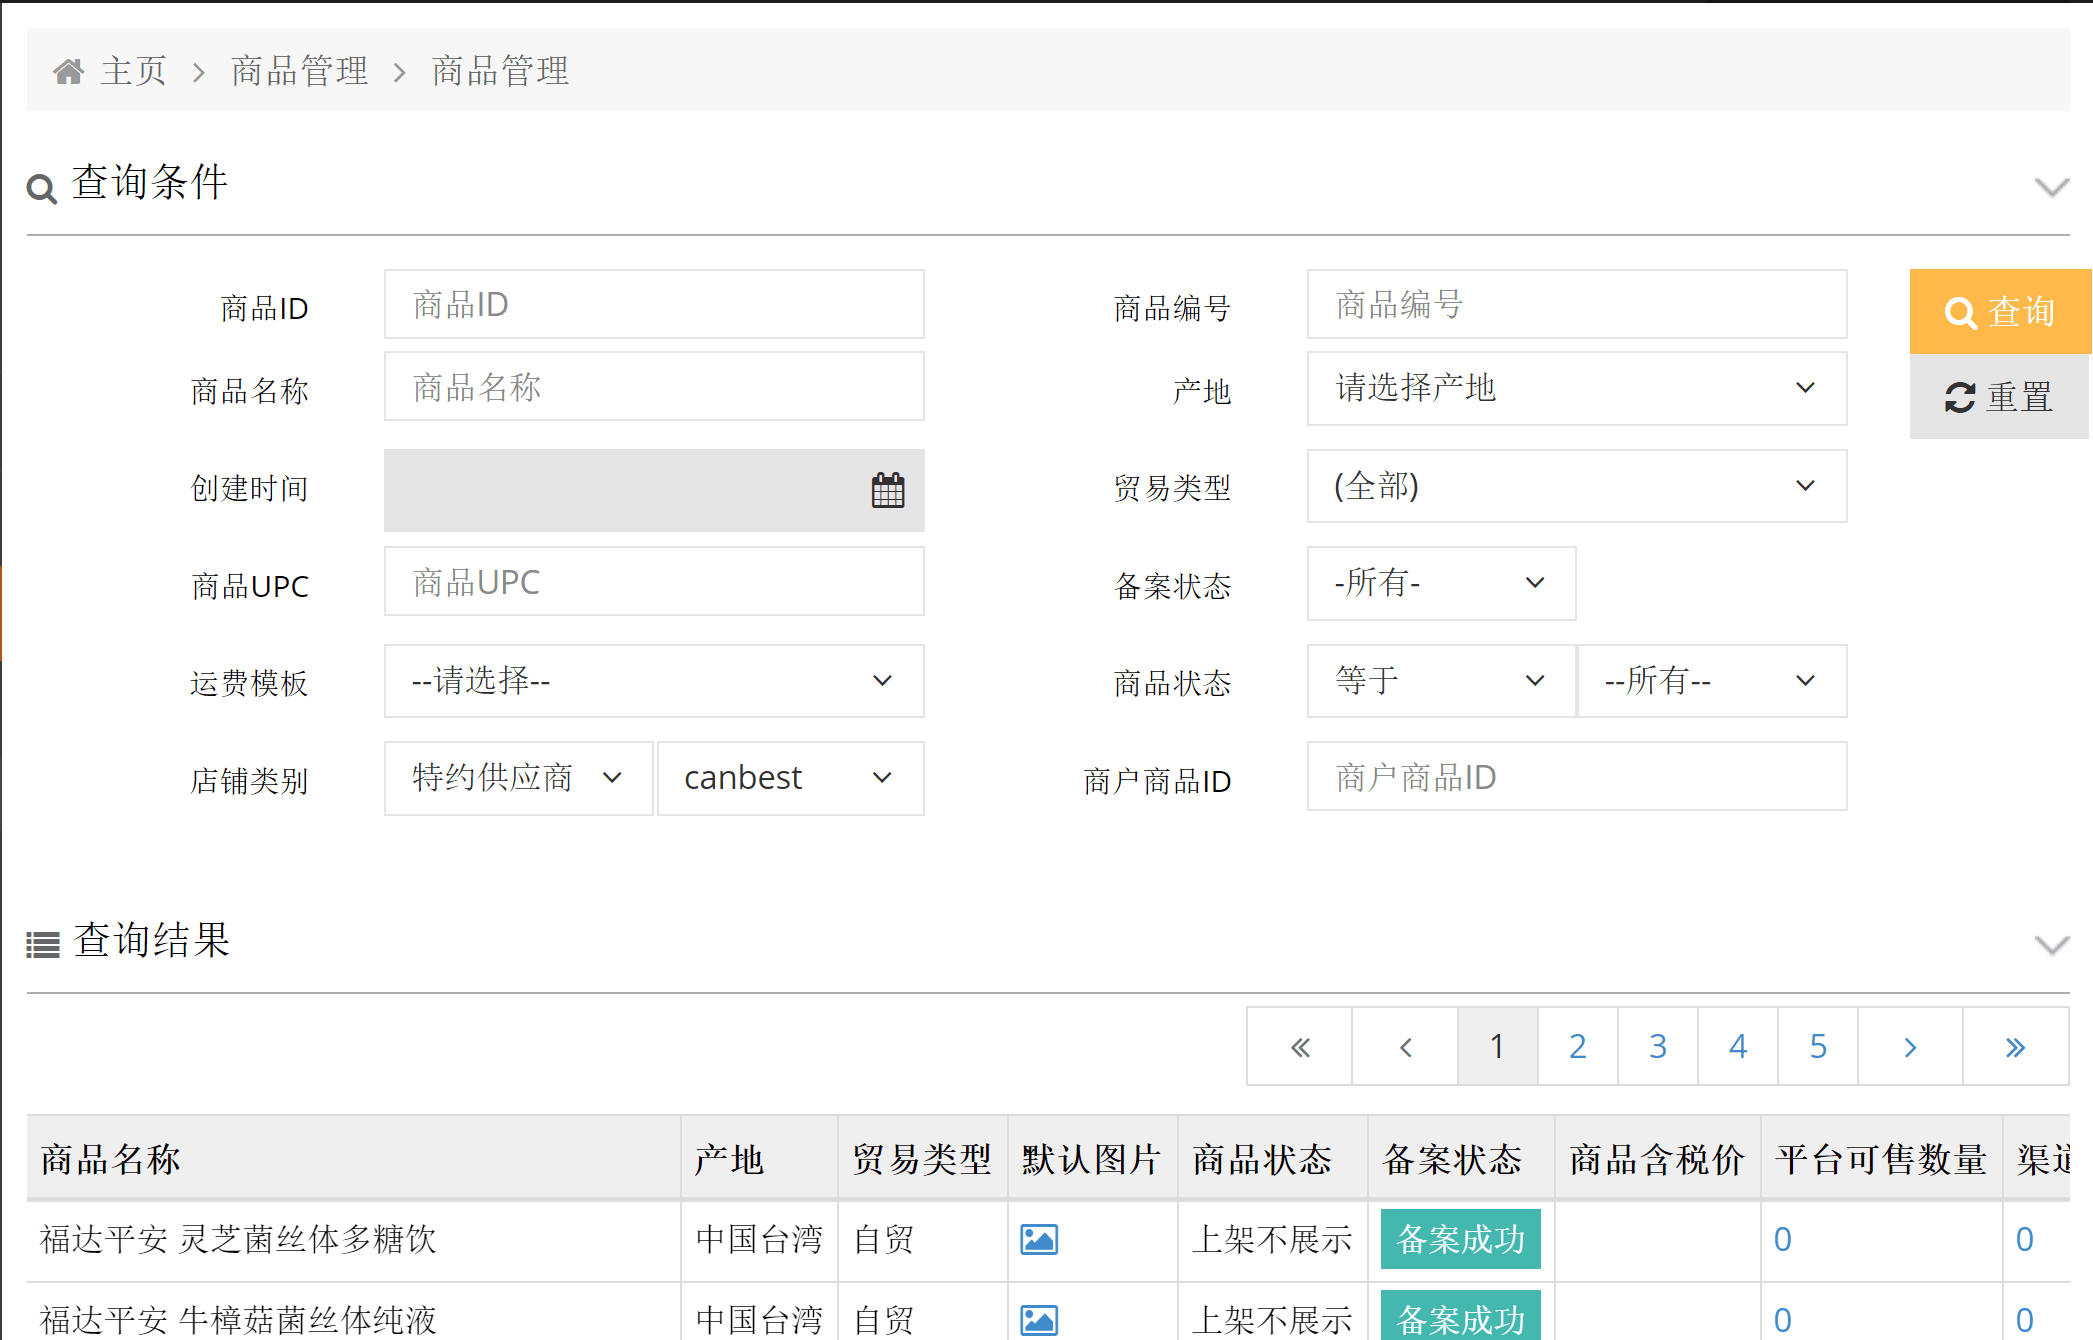 主页 > 商品管理 > 商品管理
查询条件
商品ID 商品ID 商品编号 商品编号 查询
商品名称 商品名称 产地 请选择产地 重置
创建时间 贸易类型 (全部)
商品UPC 商品UPC 备案状态 -所有-
运费模板 --请选择-- 商品状态 等于 --所有--
店铺类别 特约供应商 canbest 商户商品ID 商户商品ID
查询结果
« ‹ 1 2 3 4 5 › »
商品名称 产地 贸易类型 默认图片 商品状态 备案状态 商品含税价 平台可售数量 渠道
福达平安 灵芝菌丝体多糖饮 中国台湾 自贸 上架不展示 备案成功 0 0
福达平安 牛樟菇菌丝体纯液 中国台湾 自贸 上架不展示 备案成功 0 0